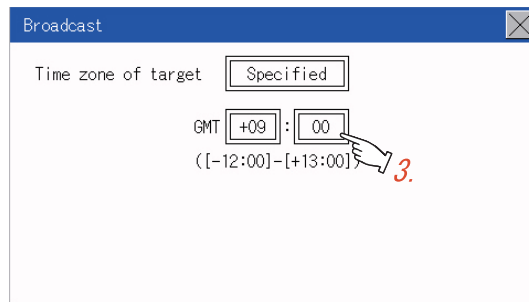 Broadcast
Time zone of target Specified
GMT +09 : 00
([-12:00]-[+13:00])
3.